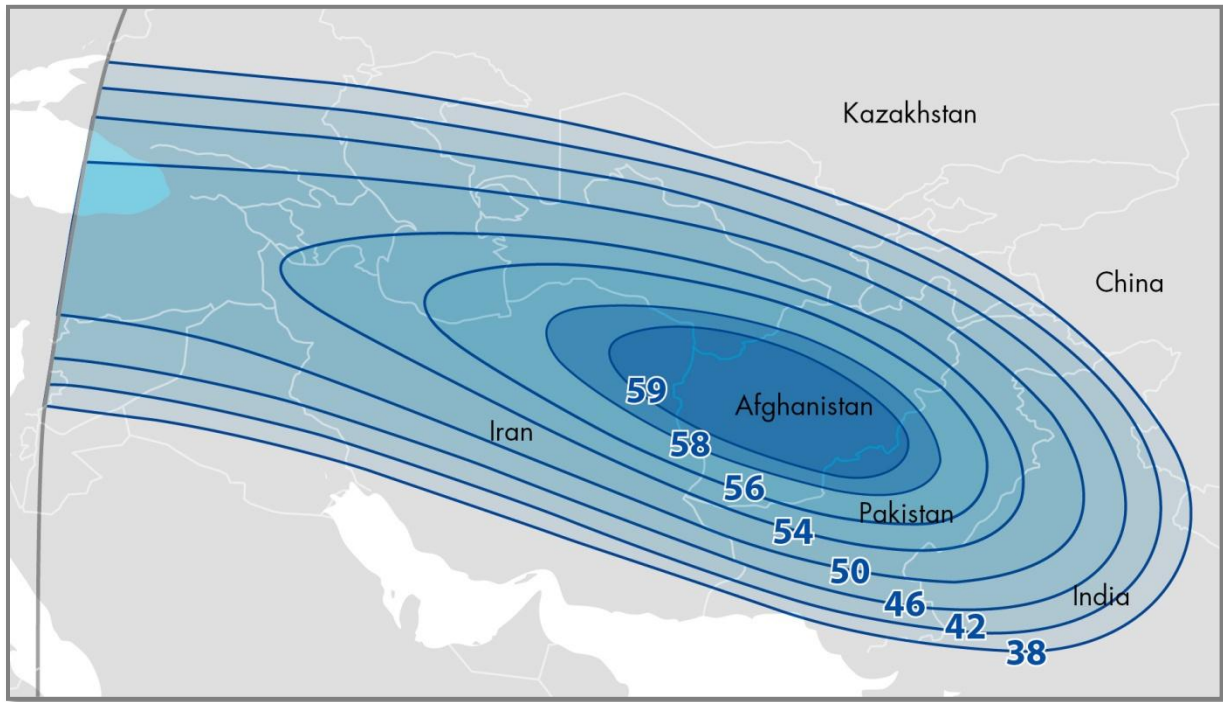 Kazakhstan
China
59
Afghanistan
Iran
58
56
Pakistan
54
50
46
India
42
38